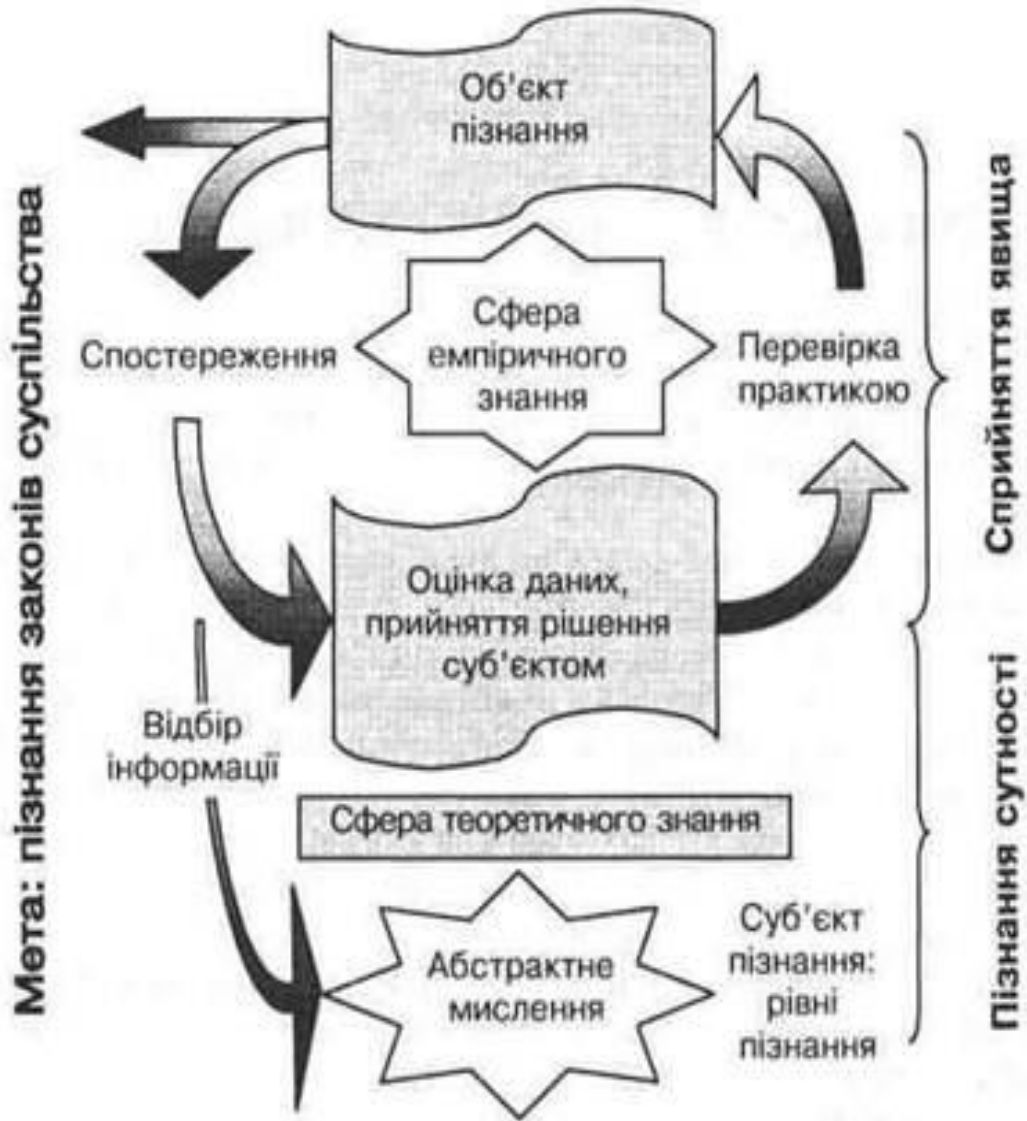 Об'єкт
пізнання
Мета: пізнання законів суспільства
Сприйняття явища
Сфера
емпіричного
знання
Спостереження
Перевірка
практикою
Оцінка даних,
прийняття рішення
суб'єктом
Відбір
інформації
Сфера теоретичного знання
Пізнання сутності
Абстрактне
мислення
Суб'єкт
пізнання:
рівні
пізнання